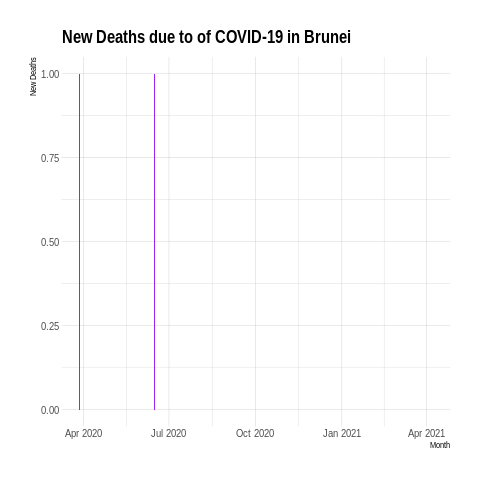 New Deaths due to of COVID-19 in Brunei
New Deaths
1.00
0.75
0.50
0.25
0.00
Apr 2020 Jul 2020 Oct 2020 Jan 2021 Apr 2021
Month